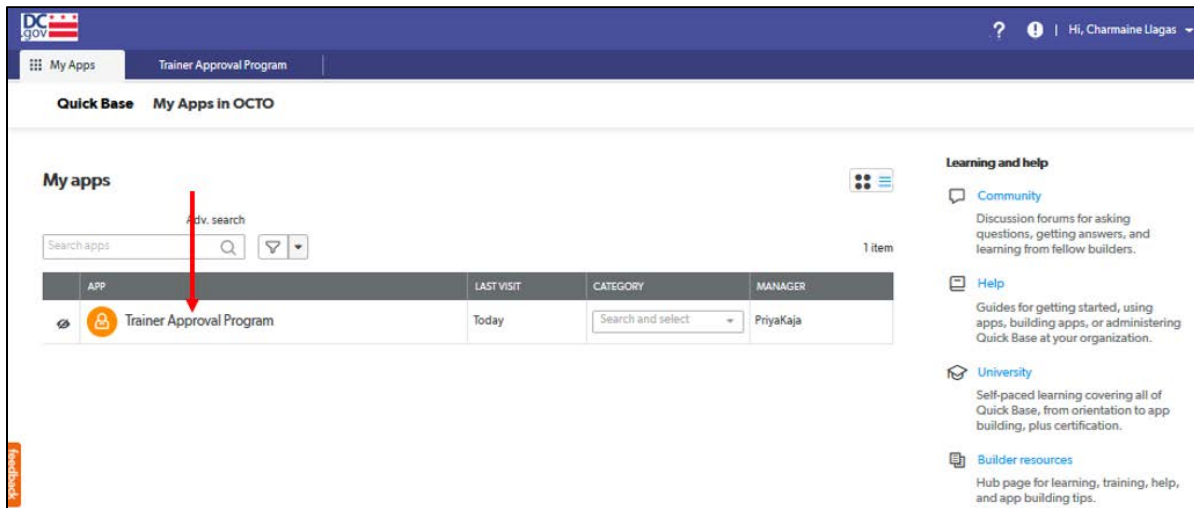 DC
.gov
? ! | Hi, Charmaine Llagas
My Apps Trainer Approval Program
Quick Base My Apps in OCTO
My apps
Adv. search
Search apps
1 item
APP LAST VISIT CATEGORY MANAGER
Trainer Approval Program Today Search and select PriyaKaja
Learning and help
Community
Discussion forums for asking
questions, getting answers, and
learning from fellow builders.
Help
Guides for getting started, using
apps, building apps, or administering
Quick Base at your organization.
University
Self-paced learning covering all of
Quick Base, from orientation to app
building, plus certification.
Builder resources
Hub page for learning, training, help,
and app building tips.
feedback